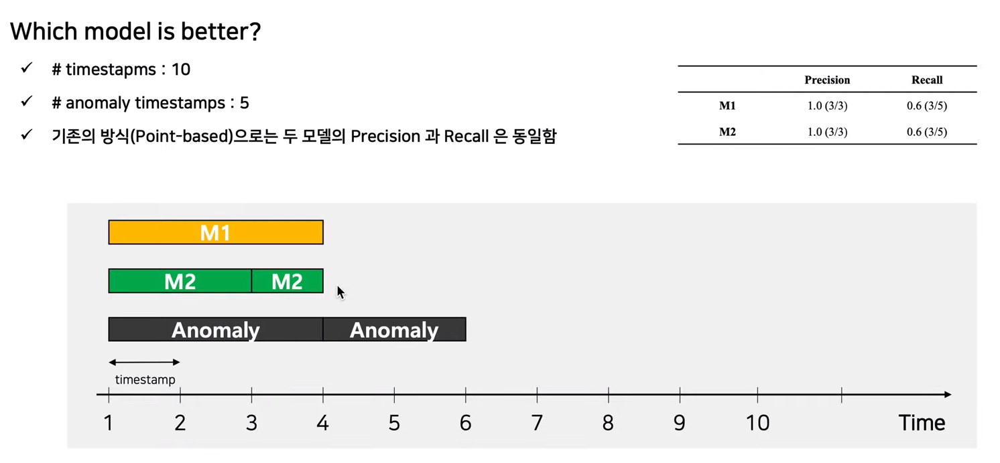 Which model is better?
✓ # timestapms : 10
✓ # anomaly timestamps : 5
✓ 기존의 방식(Point-based)으로는 두 모델의 Precision 과 Recall 은 동일함
Precision Recall
M1 1.0 (3/3) 0.6 (3/5)
M2 1.0 (3/3) 0.6 (3/5)
M1
M2 M2
Anomaly Anomaly
timestamp
1 2 3 4 5 6 7 8 9 10 Time